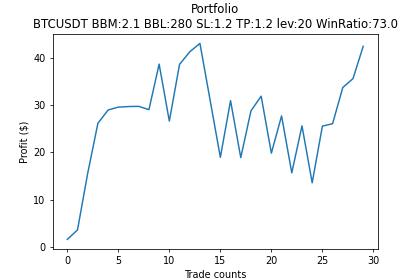 Portfolio
BTCUSDT BBM:2.1 BBL:280 SL:1.2 TP:1.2 lev:20 WinRatio:73.0
Profit ($)
40
30
20
10
0
0 5 10 15 20 25 30
Trade counts